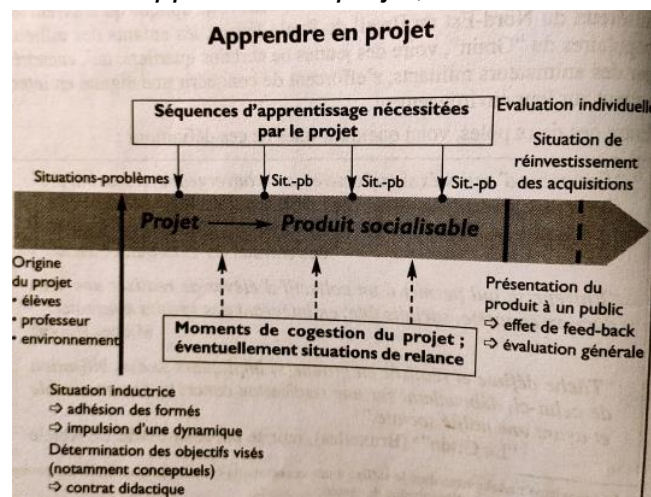 Apprendre en projet
Séquences d'apprentissage nécessitées
par le projet
Evaluation individuelle
Situation de
réinvestissement
des acquisitions
Situations-problèmes
Sit.-pb
Sit.-pb
Sit.-pb
Projet → Produit socialisable
Origine
du projet
• élèves
• professeur
• environnement
Moments de cogestion du projet ;
éventuellement situations de relance
Présentation du
produit à un public
⇨ effet de feed-back
⇨ évaluation générale
Situation inductrice
⇨ adhésion des formés
⇨ impulsion d'une dynamique
Détermination des objectifs visés
(notamment conceptuels)
⇨ contrat didactique